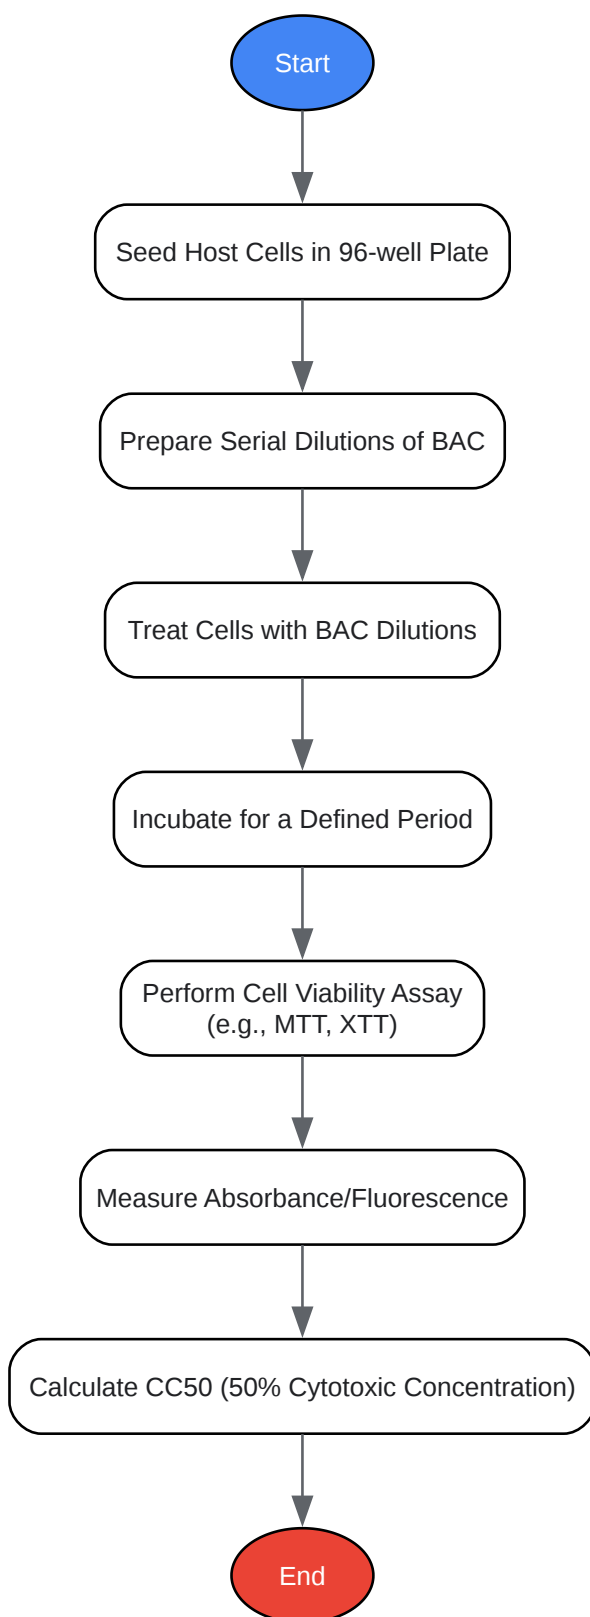 Start
Seed Host Cells in 96-well Plate
Prepare Serial Dilutions of BAC
Treat Cells with BAC Dilutions
Incubate for a Defined Period
Perform Cell Viability Assay
(e.g., MTT, XTT)
Measure Absorbance/Fluorescence
Calculate CC50 (50% Cytotoxic Concentration)
End